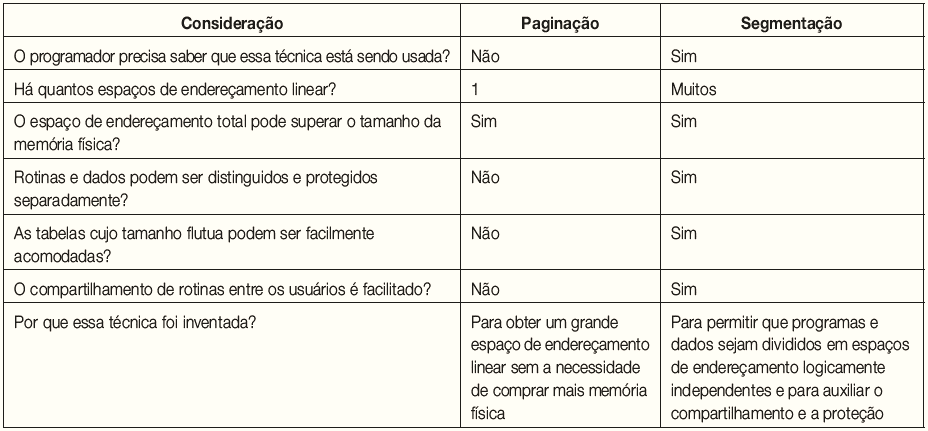 Consideração Paginação Segmentação
O programador precisa saber que essa técnica está sendo usada? Não Sim
Há quantos espaços de endereçamento linear? 1 Muitos
O espaço de endereçamento total pode superar o tamanho da Sim Sim
memória física?
Rotinas e dados podem ser distinguidos e protegidos Não Sim
separadamente?
As tabelas cujo tamanho flutua podem ser facilmente Não Sim
acomodadas?
O compartilhamento de rotinas entre os usuários é facilitado? Não Sim
Por que essa técnica foi inventada? Para obter um grande Para permitir que programas e
espaço de endereçamento dados sejam divididos em espaços
linear sem a necessidade de endereçamento logicamente
de comprar mais memória independentes e para auxiliar o
física compartilhamento e a proteção